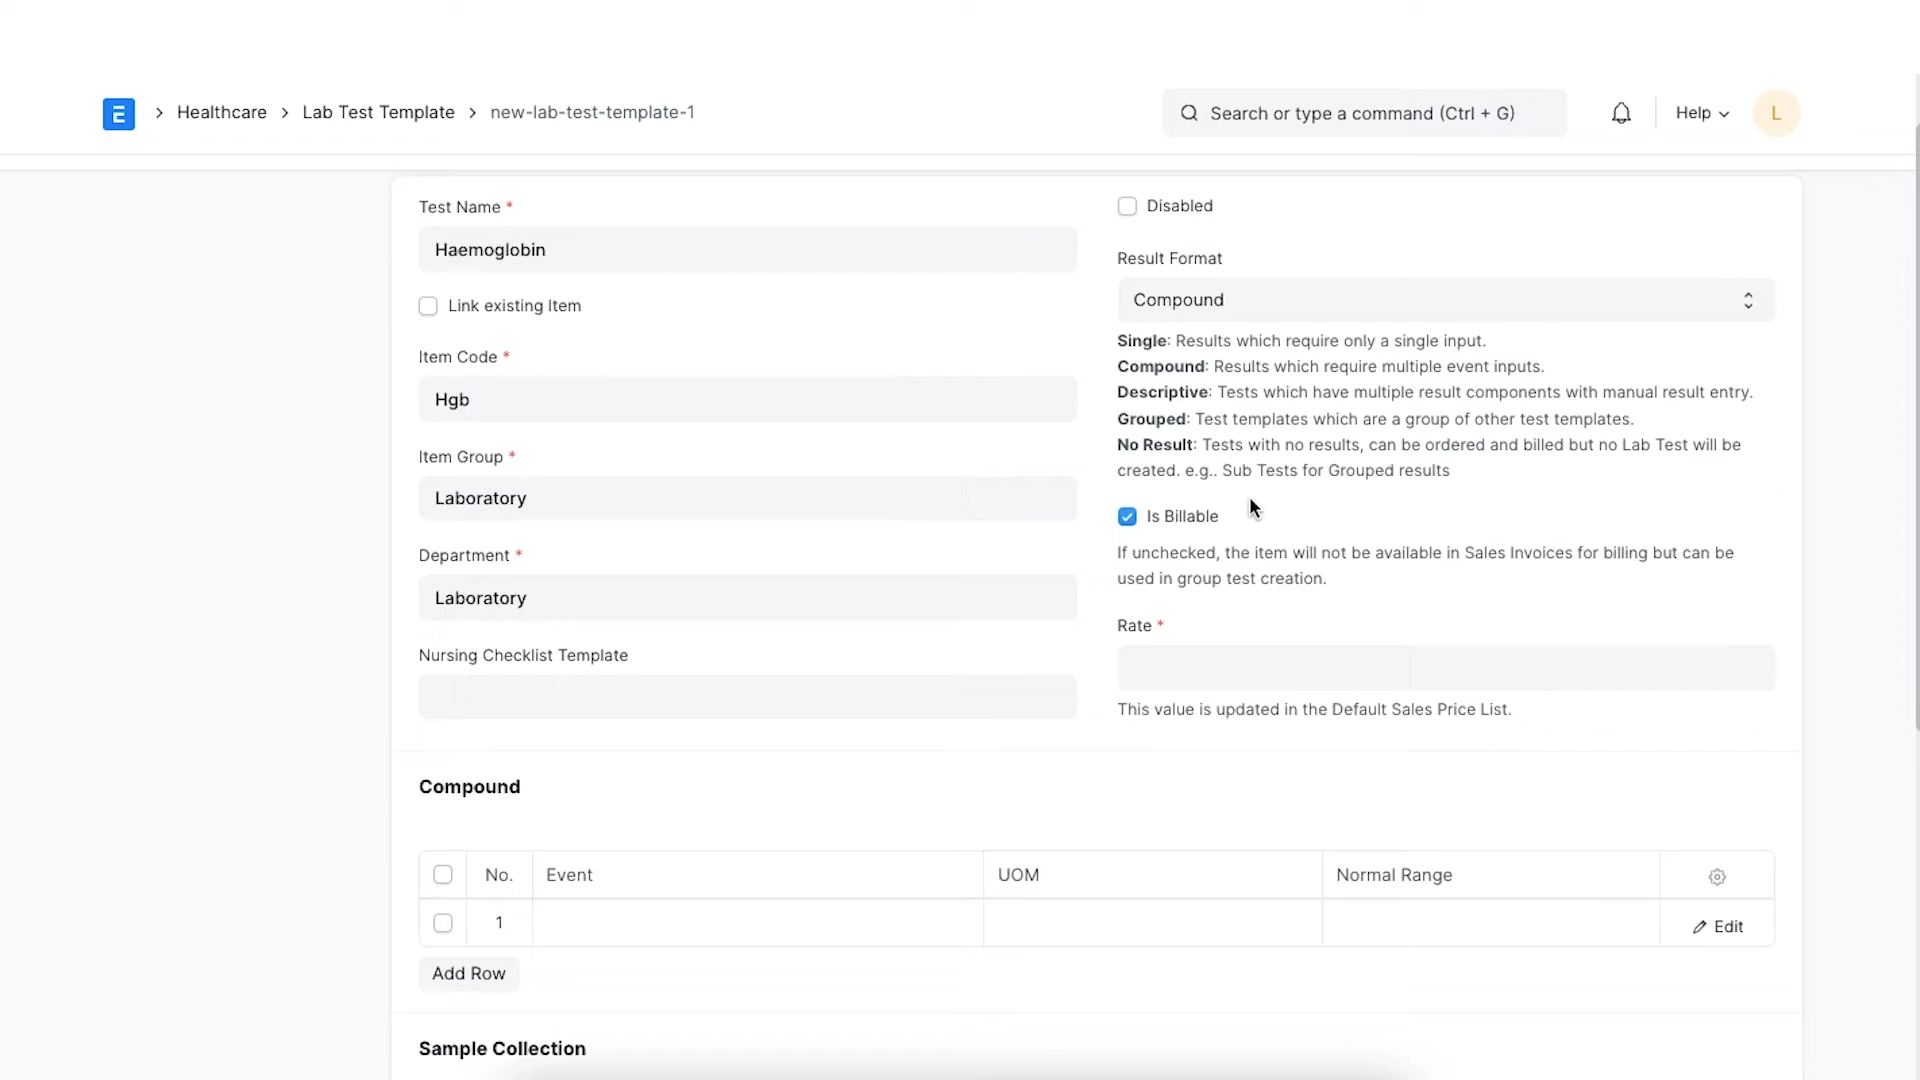 Healthcare > Lab Test Template > new-lab-test-template-1
Search or type a command (Ctrl + G)
Help
L
Test Name *
Haemoglobin
Link existing Item
Item Code *
Hgb
Item Group *
Laboratory
Department *
Laboratory
Nursing Checklist Template
Disabled
Result Format
Compound
Single: Results which require only a single input.
Compound: Results which require multiple event inputs.
Descriptive: Tests which have multiple result components with manual result entry.
Grouped: Test templates which are a group of other test templates.
No Result: Tests with no results, can be ordered and billed but no Lab Test will be
created. e.g.. Sub Tests for Grouped results
Is Billable
If unchecked, the item will not be available in Sales Invoices for billing but can be
used in group test creation.
Rate *
This value is updated in the Default Sales Price List.
Compound
No. Event UOM Normal Range
1 Edit
Add Row
Sample Collection